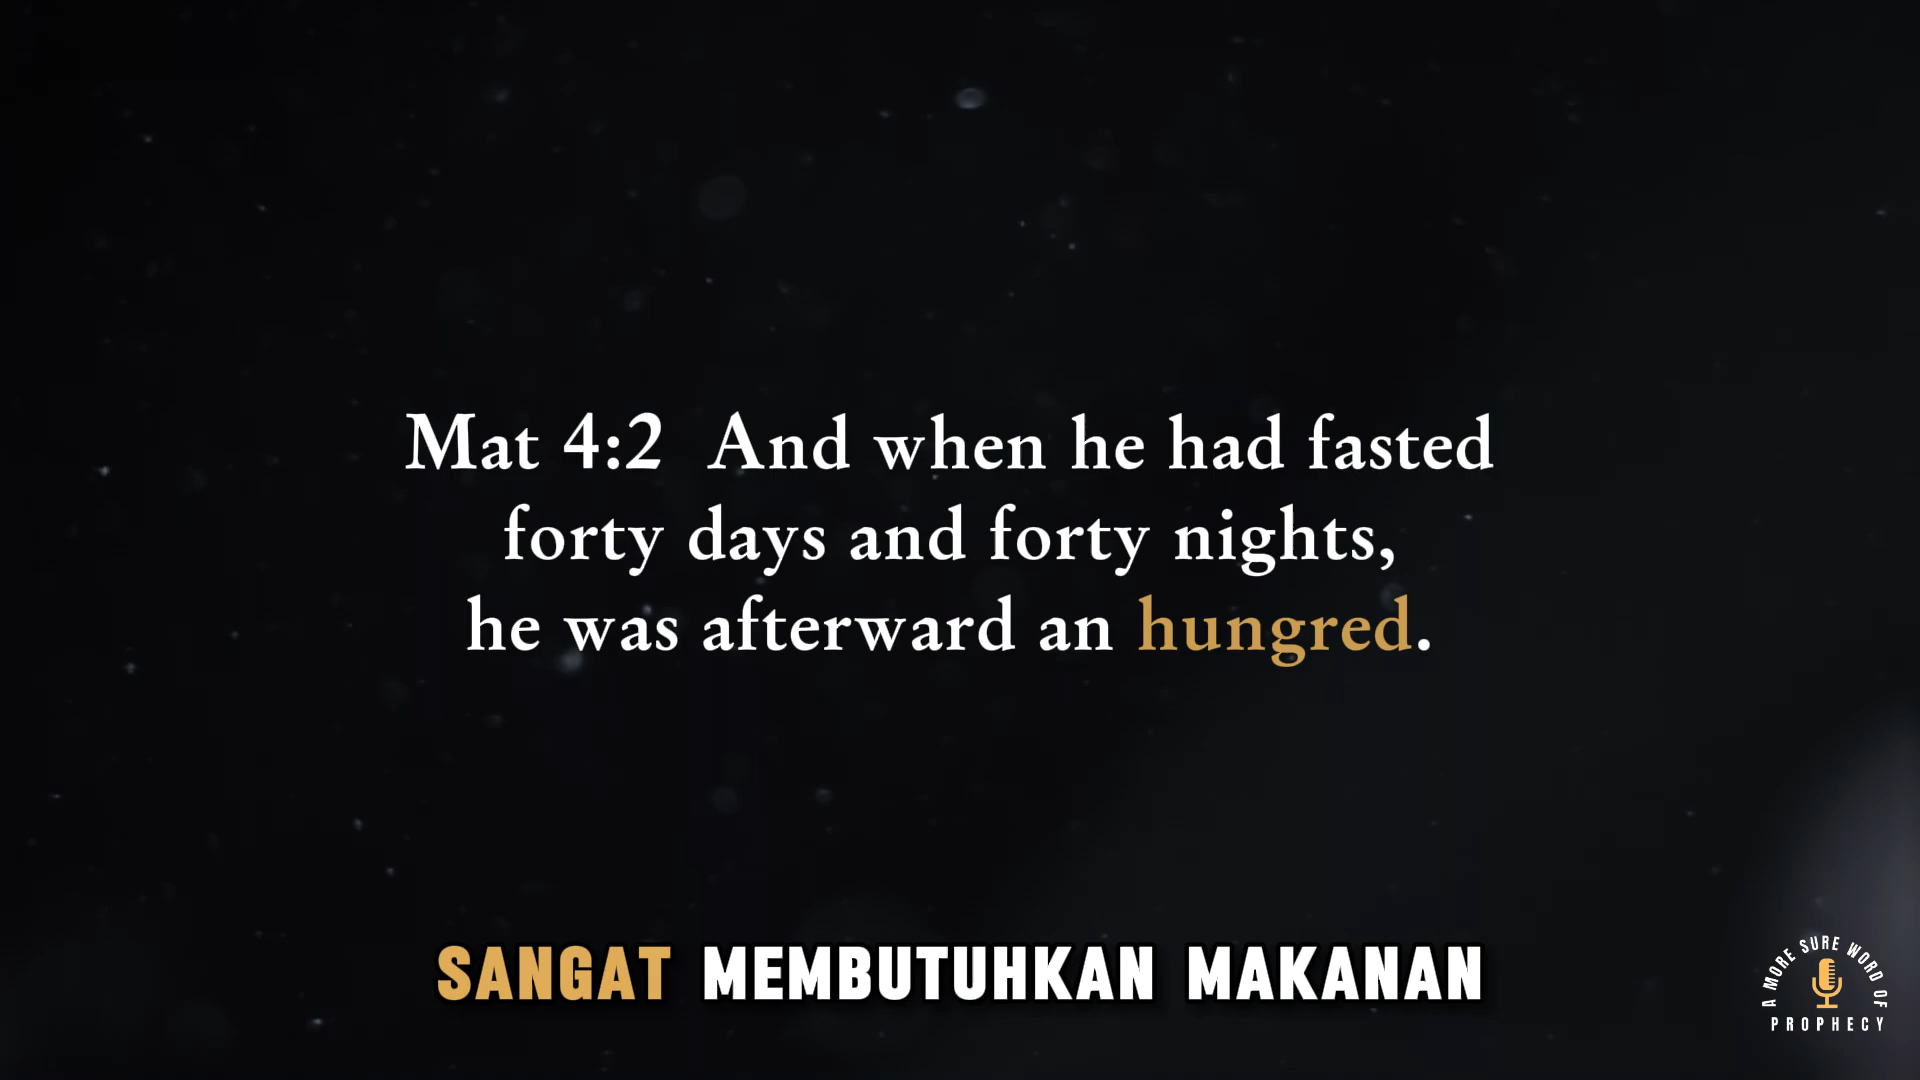 Mat 4:2  And when he had fasted
forty days and forty nights,
he was afterward an hungred.
SANGAT MEMBUTUHKAN MAKANAN
A MORE SURE WORD OF
PROPHECY